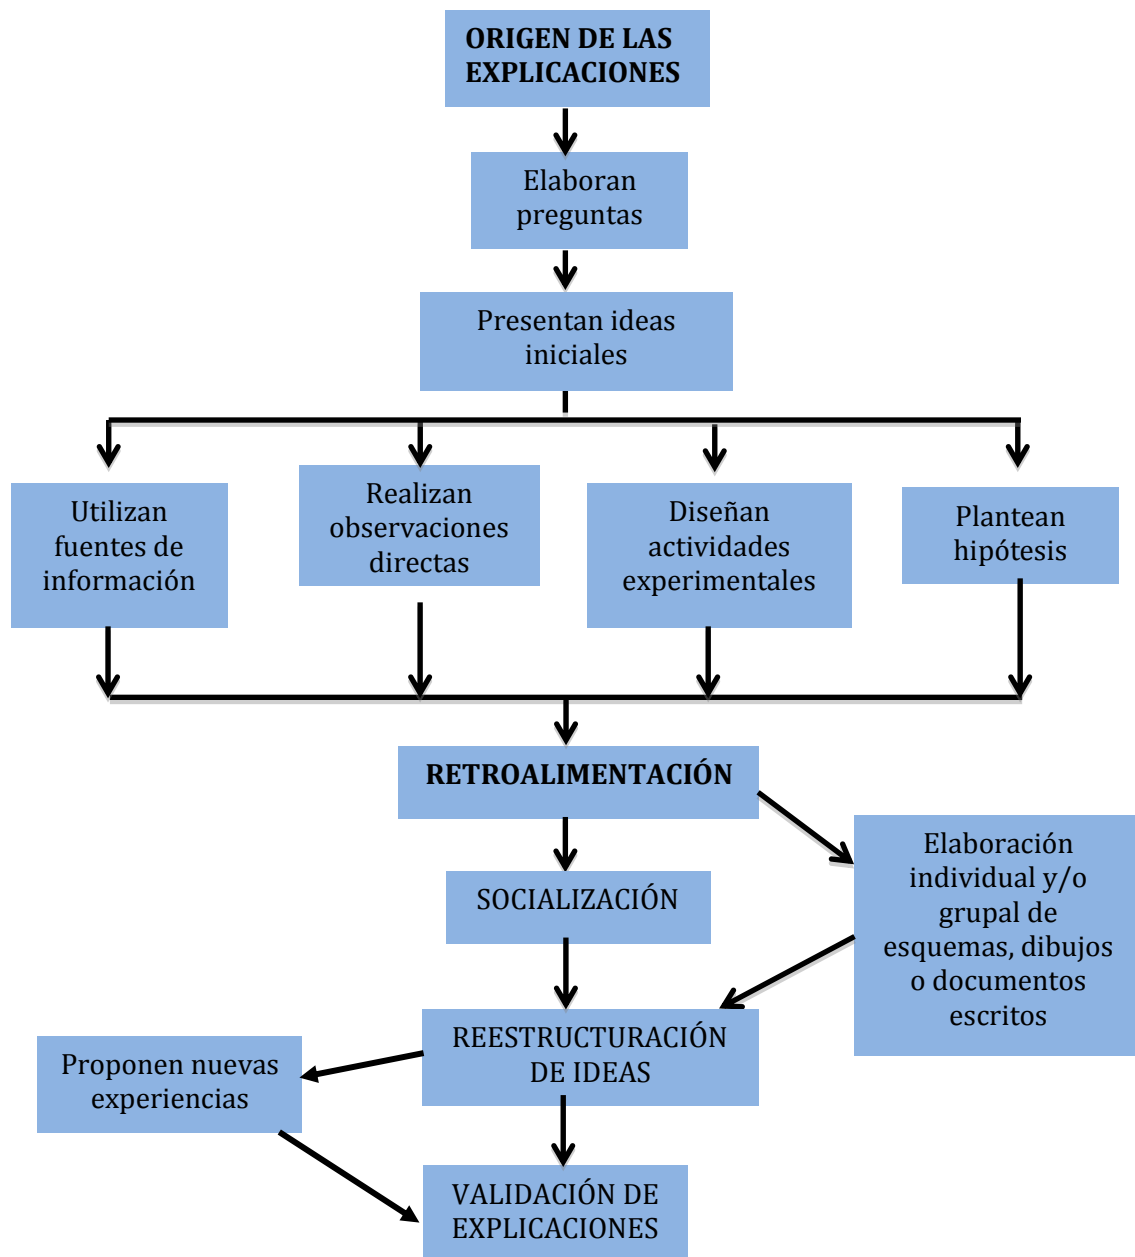 ORIGEN DE LAS
EXPLICACIONES
Elaboran
preguntas
Presentan ideas
iniciales
Utilizan
fuentes de
información
Realizan
observaciones
directas
Diseñan
actividades
experimentales
Plantean
hipótesis
RETROALIMENTACIÓN
SOCIALIZACIÓN
Elaboración
individual y/o
grupal de
esquemas, dibujos
o documentos
escritos
REESTRUCTURACIÓN
DE IDEAS
Proponen nuevas
experiencias
VALIDACIÓN DE
EXPLICACIONES